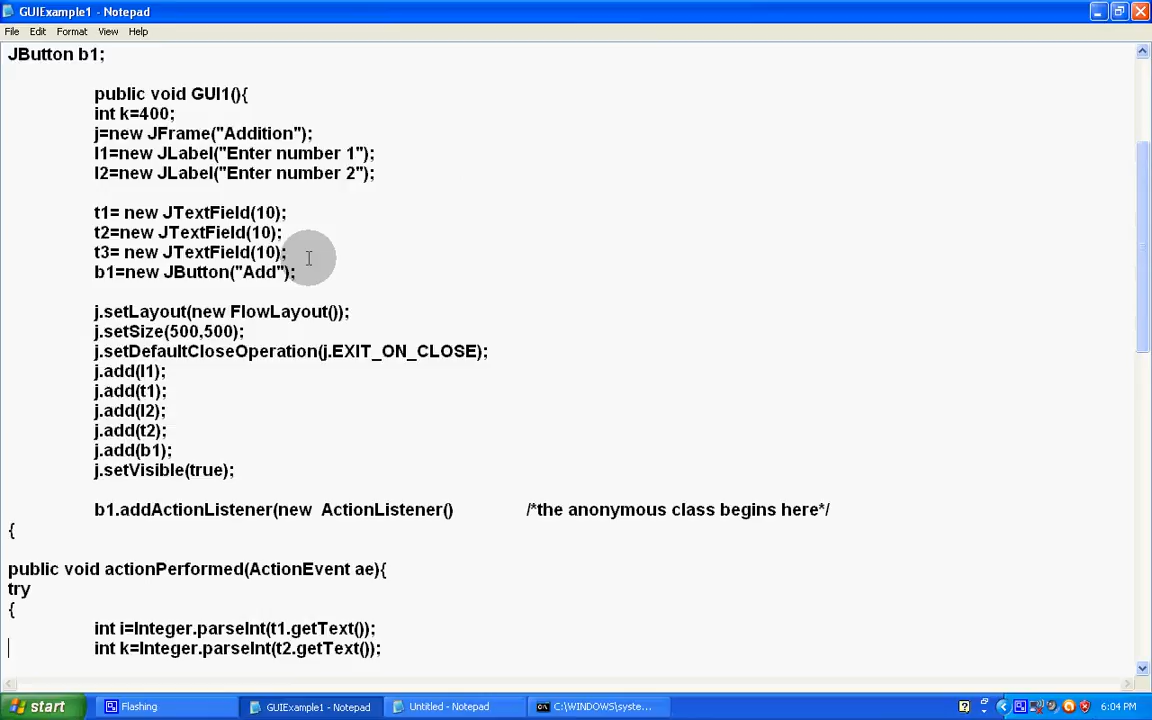 GUIExample1 - Notepad
File Edit Format View Help
JButton b1;
public void GUI1(){
int k=400;
j=new JFrame("Addition");
l1=new JLabel("Enter number 1");
l2=new JLabel("Enter number 2");
t1= new JTextField(10);
t2=new JTextField(10);
t3= new JTextField(10);
b1=new JButton("Add");
j.setLayout(new FlowLayout());
j.setSize(500,500);
j.setDefaultCloseOperation(j.EXIT_ON_CLOSE);
j.add(l1);
j.add(t1);
j.add(l2);
j.add(t2);
j.add(b1);
j.setVisible(true);
b1.addActionListener(new  ActionListener() /*the anonymous class begins here*/
{
public void actionPerformed(ActionEvent ae){
try
{
int i=Integer.parseInt(t1.getText());
int k=Integer.parseInt(t2.getText());
start Flashing GUIExample1 - Notepad Untitled - Notepad C:\WINDOWS\syste... 6:04 PM